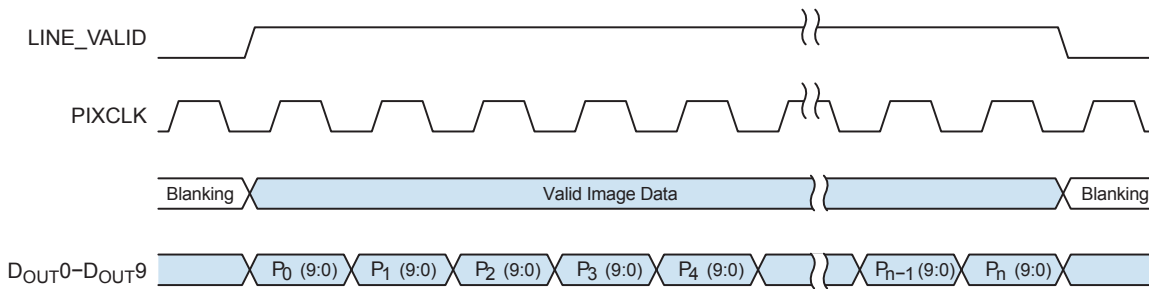 LINE_VALID
PIXCLK
Blanking Valid Image Data Blanking
DOUT0−DOUT9 P0 (9:0) P1 (9:0) P2 (9:0) P3 (9:0) P4 (9:0) Pn−1 (9:0) Pn (9:0)